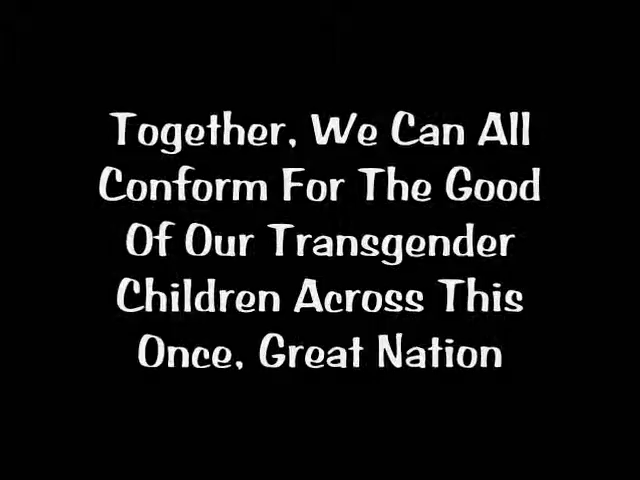 Together, We Can All
Conform For The Good
Of Our Transgender
Children Across This
Once, Great Nation